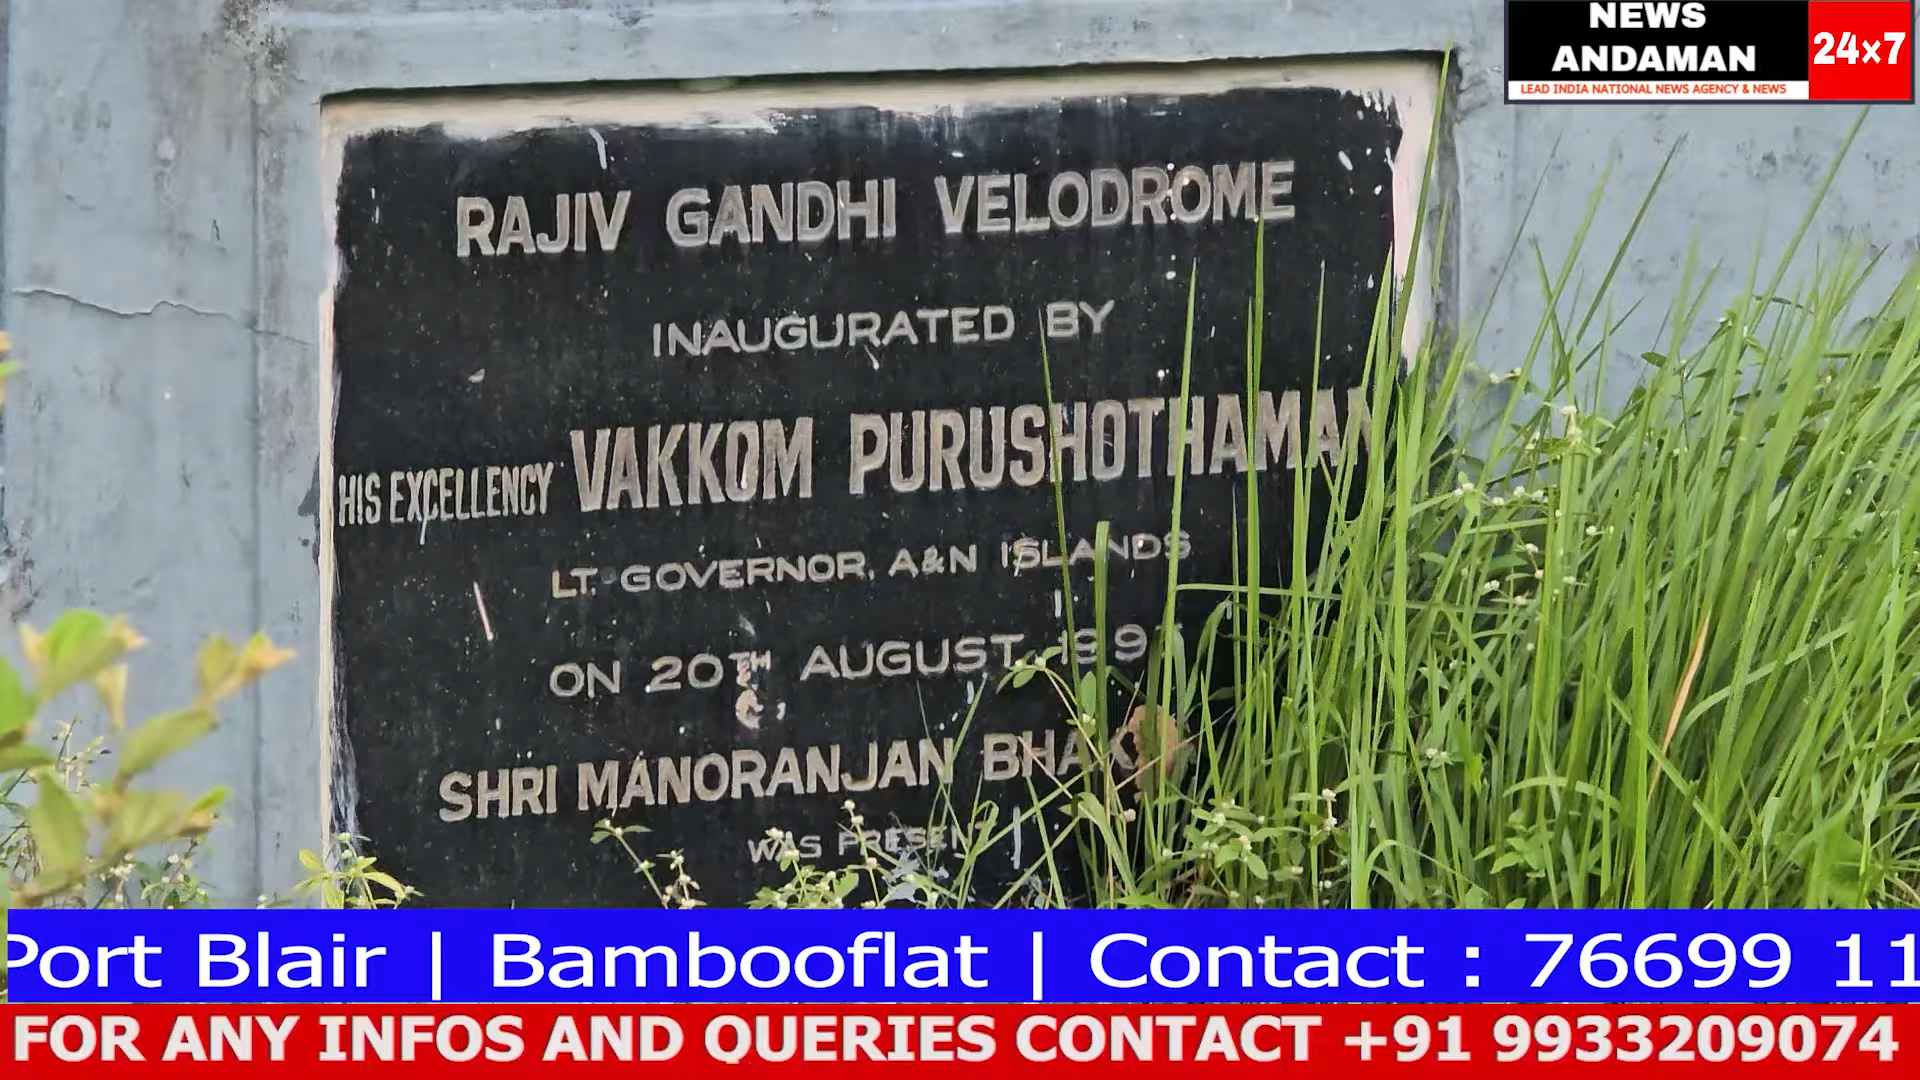 NEWS
ANDAMAN
24x7
LEAD INDIA NATIONAL NEWS AGENCY & NEWS
RAJIV GANDHI VELODROME
INAUGURATED BY
HIS EXCELLENCY VAKKOM PURUSHOTHAMAN
LT. GOVERNOR, A&N ISLANDS
ON 20TH AUGUST
SHRI MANORANJAN
WAS PRESENT
Port Blair | Bambooflat | Contact : 76699 11
FOR ANY INFOS AND QUERIES CONTACT +91 9933209074